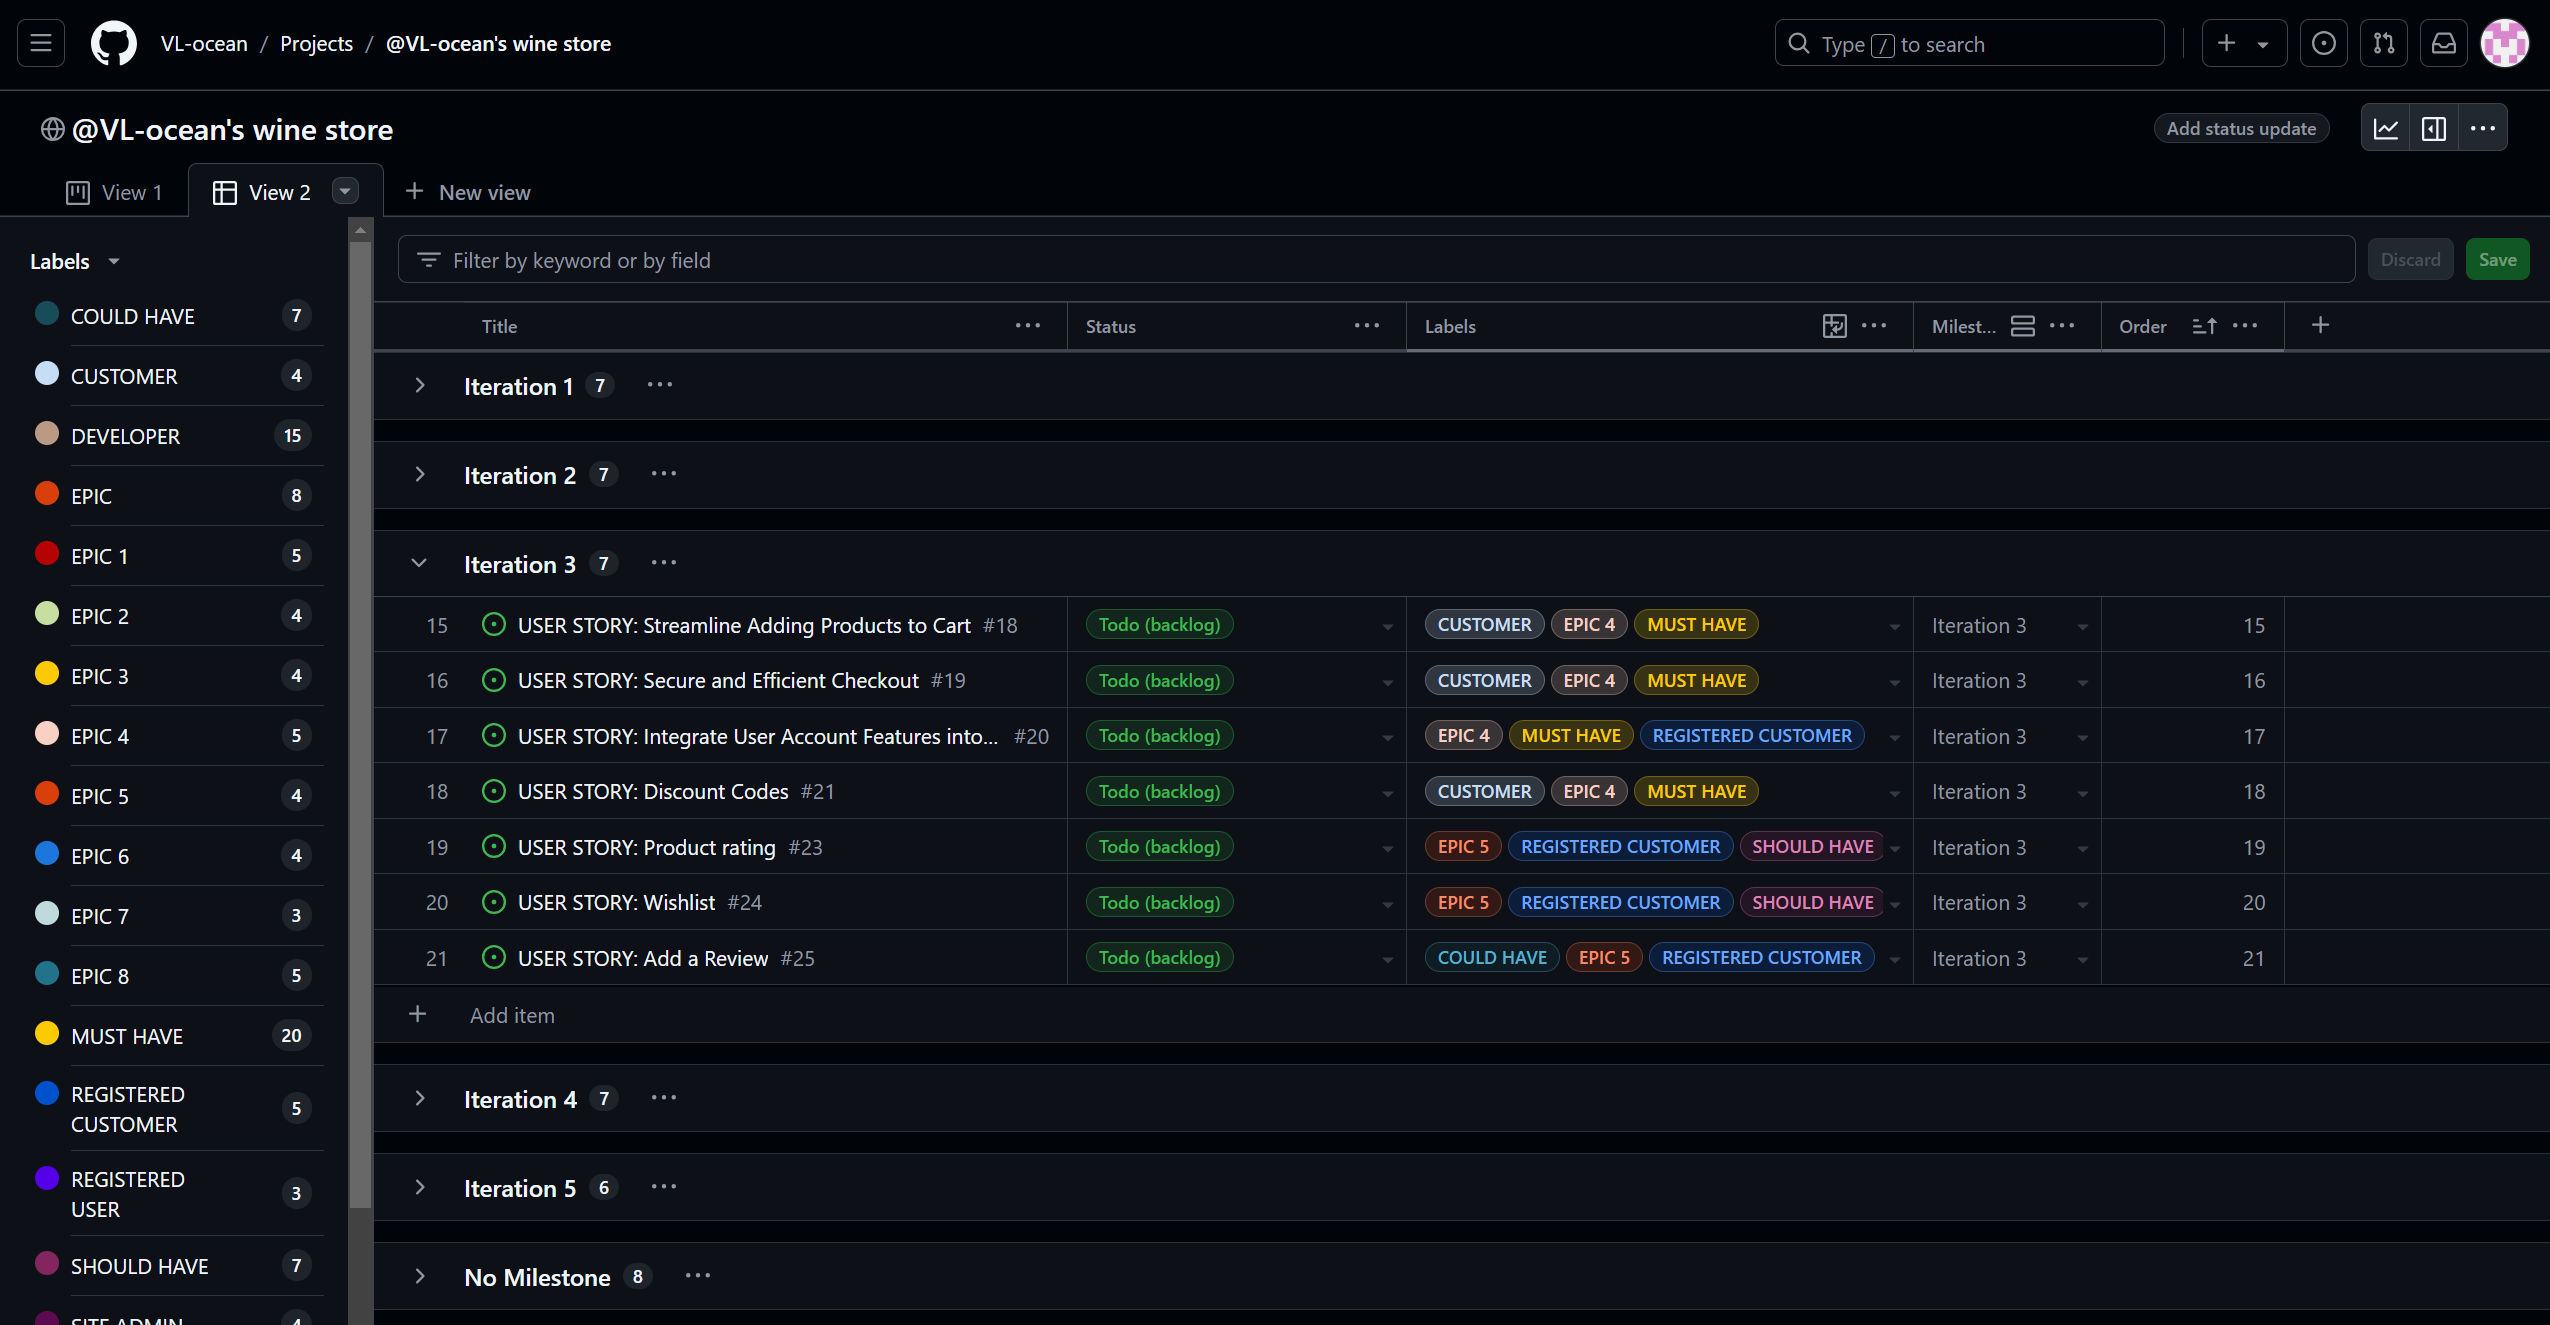 VL-ocean / Projects / @VL-ocean's wine store
Type / to search
@VL-ocean's wine store
Add status update
View 1
View 2
New view
Labels
Filter by keyword or by field
Discard
Save
COULD HAVE 7
CUSTOMER 4
DEVELOPER 15
EPIC 8
EPIC 1 5
EPIC 2 4
EPIC 3 4
EPIC 4 5
EPIC 5 4
EPIC 6 4
EPIC 7 3
EPIC 8 5
MUST HAVE 20
REGISTERED
CUSTOMER 5
REGISTERED
USER 3
SHOULD HAVE 7
SITE ADMIN 4
Title Status Labels Milest... Order
Iteration 1 7
Iteration 2 7
Iteration 3 7
15 USER STORY: Streamline Adding Products to Cart #18 Todo (backlog) CUSTOMER EPIC 4 MUST HAVE Iteration 3 15
16 USER STORY: Secure and Efficient Checkout #19 Todo (backlog) CUSTOMER EPIC 4 MUST HAVE Iteration 3 16
17 USER STORY: Integrate User Account Features into... #20 Todo (backlog) EPIC 4 MUST HAVE REGISTERED CUSTOMER Iteration 3 17
18 USER STORY: Discount Codes #21 Todo (backlog) CUSTOMER EPIC 4 MUST HAVE Iteration 3 18
19 USER STORY: Product rating #23 Todo (backlog) EPIC 5 REGISTERED CUSTOMER SHOULD HAVE Iteration 3 19
20 USER STORY: Wishlist #24 Todo (backlog) EPIC 5 REGISTERED CUSTOMER SHOULD HAVE Iteration 3 20
21 USER STORY: Add a Review #25 Todo (backlog) COULD HAVE EPIC 5 REGISTERED CUSTOMER Iteration 3 21
Add item
Iteration 4 7
Iteration 5 6
No Milestone 8